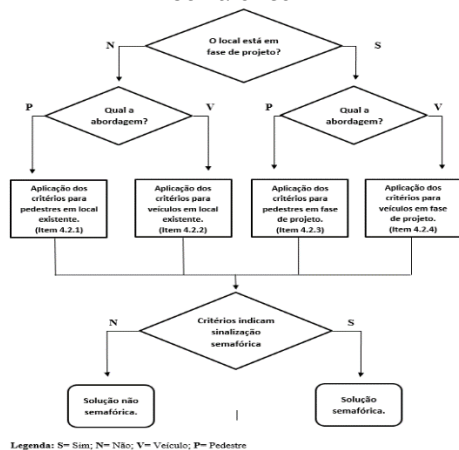 O local está em
fase de projeto?
N
S
Qual a
abordagem?
P
V
Qual a
abordagem?
P
V
Aplicação dos
critérios para
pedestres em local
existente.
(Item 4.2.1)
Aplicação dos
critérios para
veículos em local
existente.
(Item 4.2.2)
Aplicação dos
critérios para
pedestres em fase
de projeto.
(Item 4.2.3)
Aplicação dos
critérios para
veículos em fase
de projeto.
(Item 4.2.4)
Critérios indicam
sinalização
semafórica
N
S
Solução não
semafórica.
Solução
semafórica.
Legenda: S= Sim; N= Não; V= Veículo; P= Pedestre